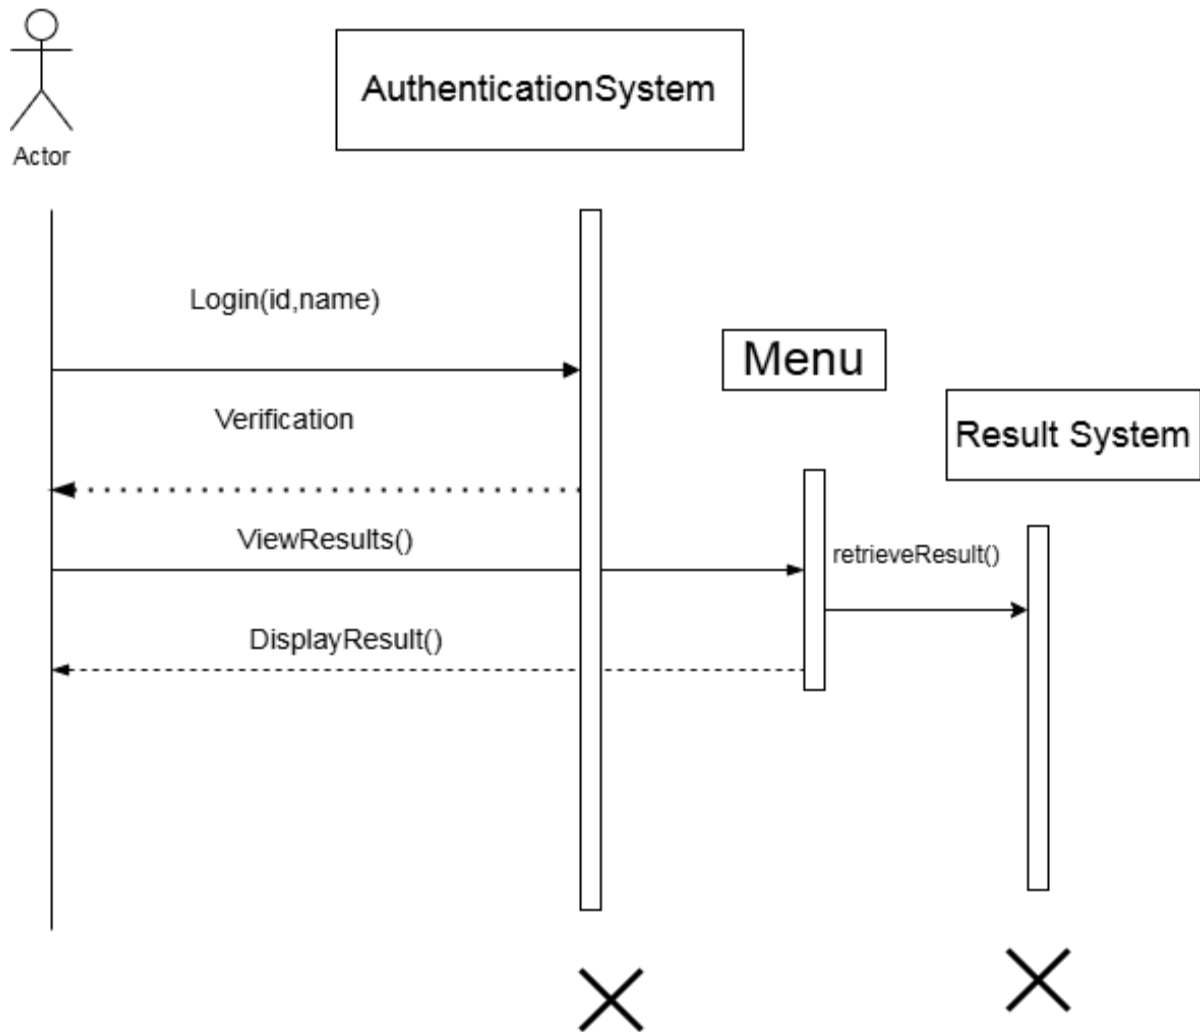 AuthenticationSystem
Actor
Login(id,name)
Menu
Verification
Result System
ViewResults()
retrieveResult()
DisplayResult()